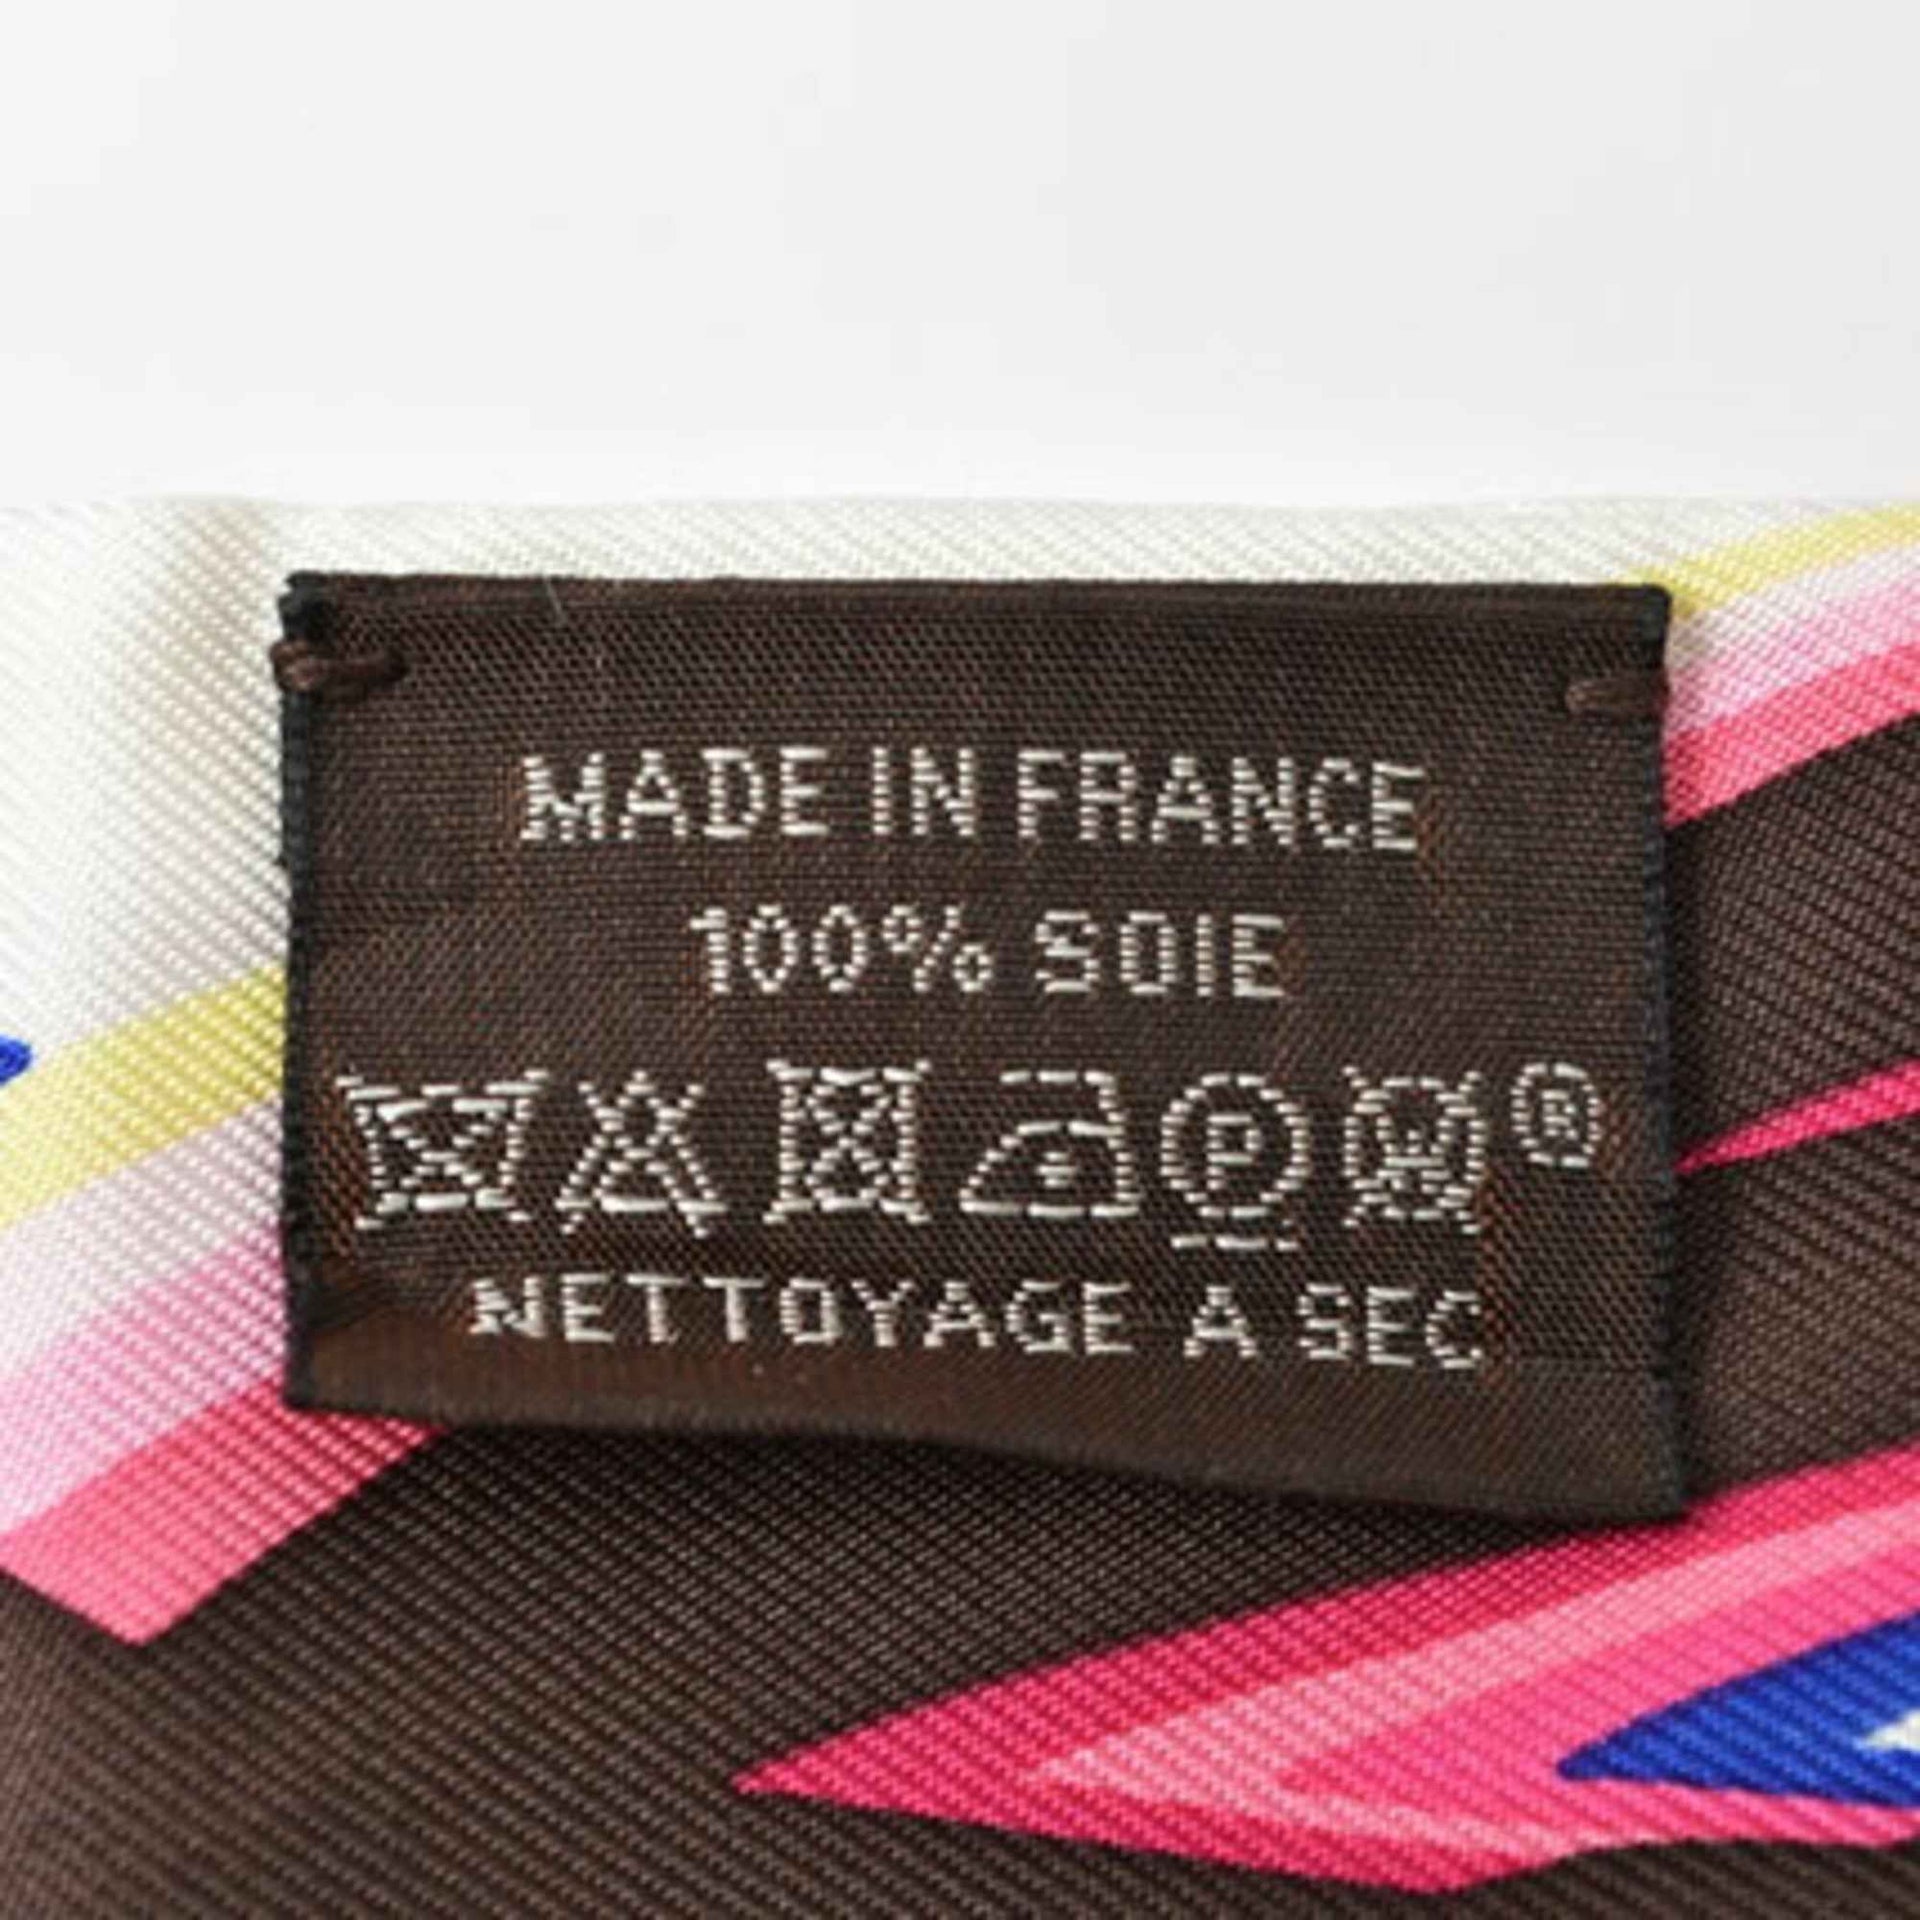 MADE IN FRANCE
100% SOIE
P W ®
NETTOYAGE A SEC